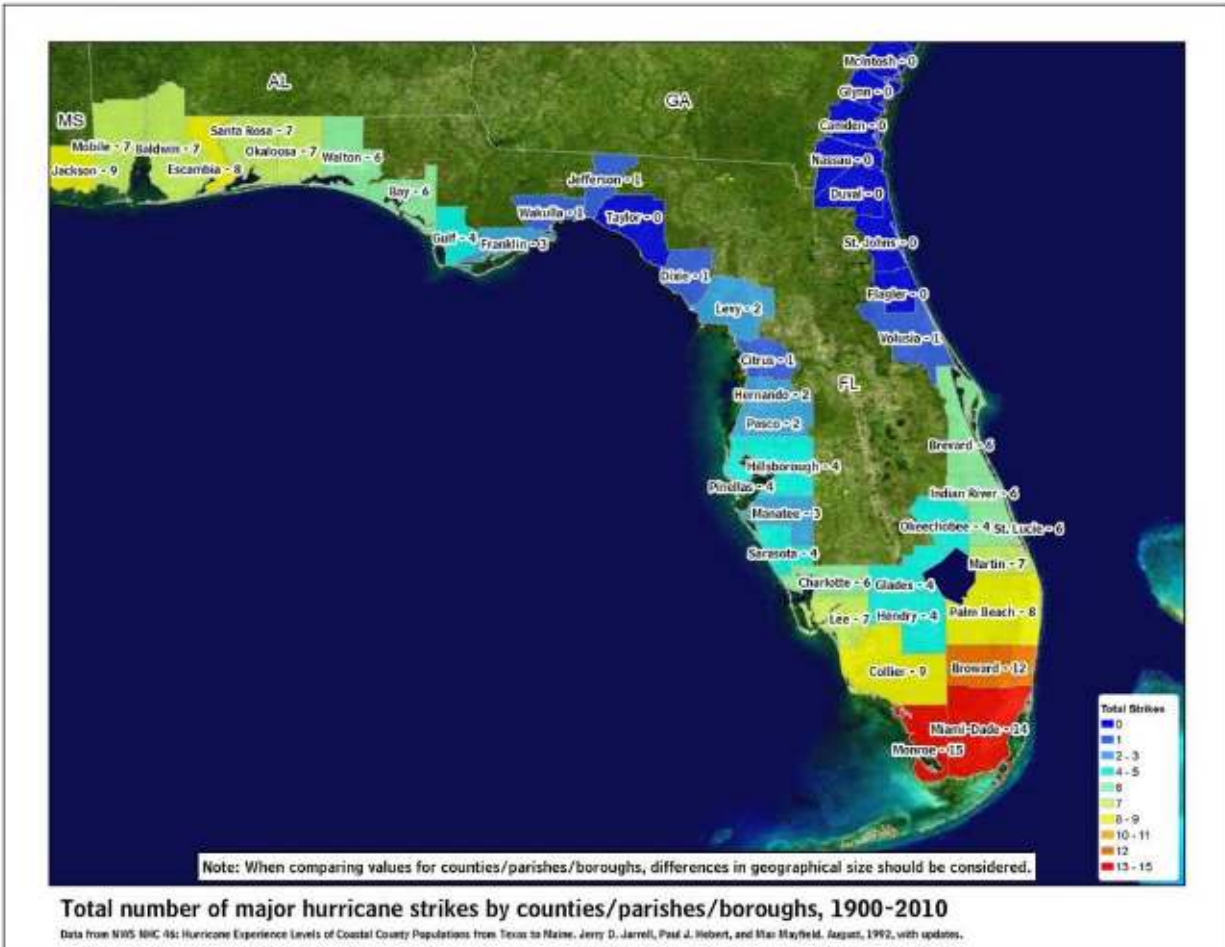 McIntosh - 0
Glynn - 0
AL
GA
Camden - 0
MS
Santa Rosa - 7
Mobile - 7 Baldwin - 7
Okaloosa - 7
Walton - 6
Nassau - 0
Jackson - 9
Escambia - 8
Jefferson - 1
Bay - 6
Duval - 0
Wakulla - 1
Taylor - 0
Gulf - 4
Franklin - 3
St. Johns - 0
Dixie - 1
Flagler - 0
Levy - 2
Volusia - 1
Citrus - 1
FL
Hernando - 2
Pasco - 2
Brevard - 6
Hillsborough - 4
Pinellas - 4
Indian River - 6
Manatee - 3
Okeechobee - 4
St. Lucie - 6
Sarasota - 4
Martin - 7
Charlotte - 6
Glades - 4
Palm Beach - 8
Lee - 7
Hendry - 4
Collier - 9
Broward - 12
Miami-Dade - 14
Monroe - 15
Total Strikes
0
1
2 - 3
4 - 5
6
7
8 - 9
10 - 11
12
13 - 15
Note: When comparing values for counties/parishes/boroughs, differences in geographical size should be considered.
Total number of major hurricane strikes by counties/parishes/boroughs, 1900-2010
Data from NWS NHC 46: Hurricane Experience Levels of Coastal County Populations from Texas to Maine. Jerry D. Jarrell, Paul J. Hebert, and Max Mayfield. August, 1992, with updates.